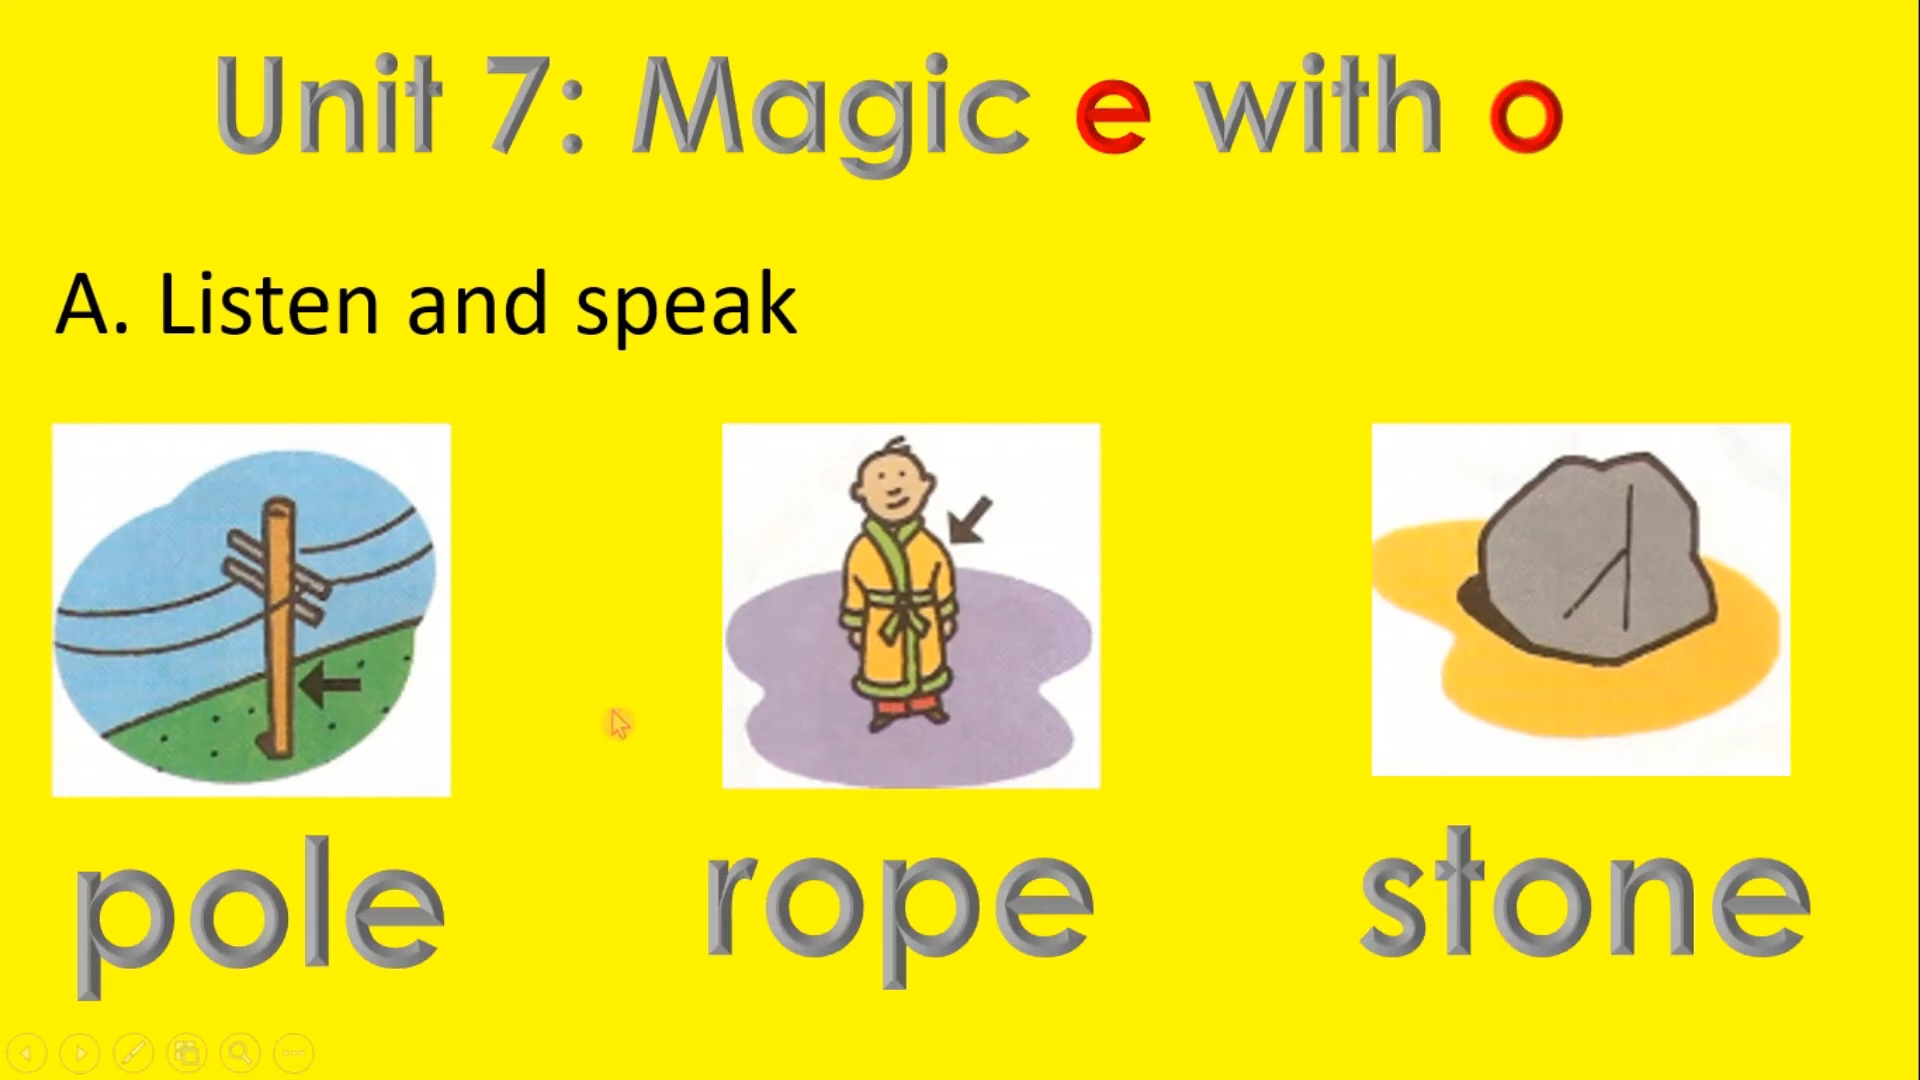 Unit 7: Magic e with o
A. Listen and speak
pole rope stone